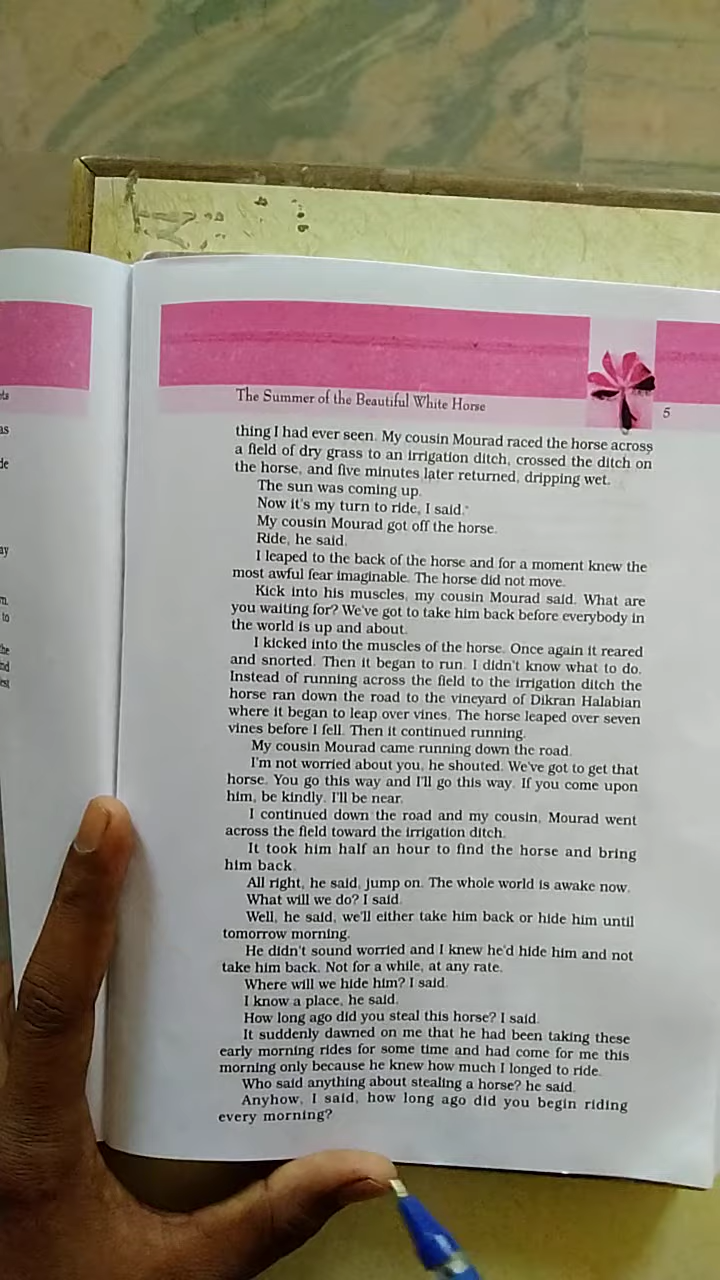 The Summer of the Beautiful White Horse
5
thing I had ever seen. My cousin Mourad raced the horse across
a field of dry grass to an irrigation ditch, crossed the ditch on
the horse, and five minutes later returned, dripping wet.
The sun was coming up.
Now it's my turn to ride, I said.
My cousin Mourad got off the horse.
Ride, he said.
I leaped to the back of the horse and for a moment knew the
most awful fear imaginable. The horse did not move.
Kick into his muscles, my cousin Mourad said. What are
you waiting for? We've got to take him back before everybody in
the world is up and about.
I kicked into the muscles of the horse. Once again it reared
and snorted. Then it began to run. I didn't know what to do.
Instead of running across the field to the irrigation ditch the
horse ran down the road to the vineyard of Dikran Halabian
where it began to leap over vines. The horse leaped over seven
vines before I fell. Then it continued running.
My cousin Mourad came running down the road.
I'm not worried about you, he shouted. We've got to get that
horse. You go this way and I'll go this way. If you come upon
him, be kindly. I'll be near.
I continued down the road and my cousin, Mourad went
across the field toward the irrigation ditch.
It took him half an hour to find the horse and bring
him back.
All right, he said, jump on. The whole world is awake now.
What will we do? I said.
Well, he said, we'll either take him back or hide him until
tomorrow morning.
He didn't sound worried and I knew he'd hide him and not
take him back. Not for a while, at any rate.
Where will we hide him? I said.
I know a place, he said.
How long ago did you steal this horse? I said.
It suddenly dawned on me that he had been taking these
early morning rides for some time and had come for me this
morning only because he knew how much I longed to ride.
Who said anything about stealing a horse? he said.
Anyhow, I said, how long ago did you begin riding
every morning?